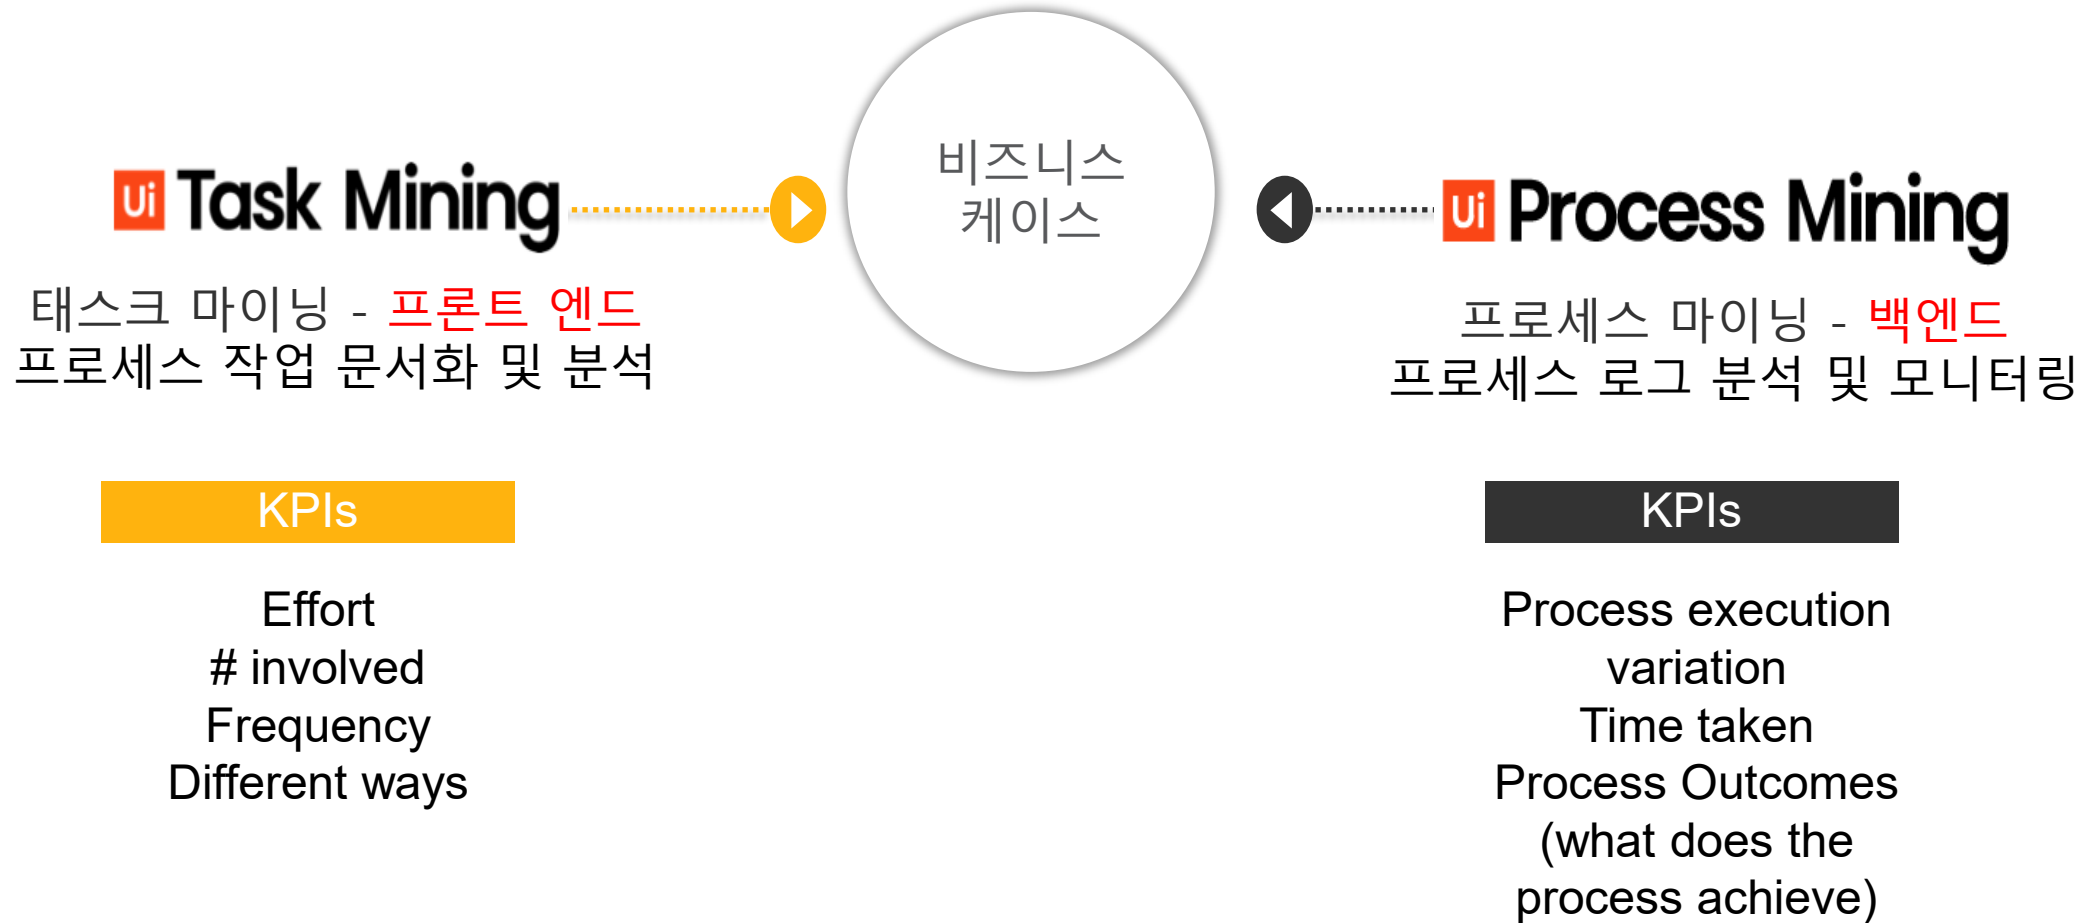 비즈니스
케이스
Ui Task Mining
태스크 마이닝 - 프론트 엔드
프로세스 작업 문서화 및 분석
KPIs
Effort
# involved
Frequency
Different ways
Ui Process Mining
프로세스 마이닝 - 백엔드
프로세스 로그 분석 및 모니터링
KPIs
Process execution
variation
Time taken
Process Outcomes
(what does the
process achieve)